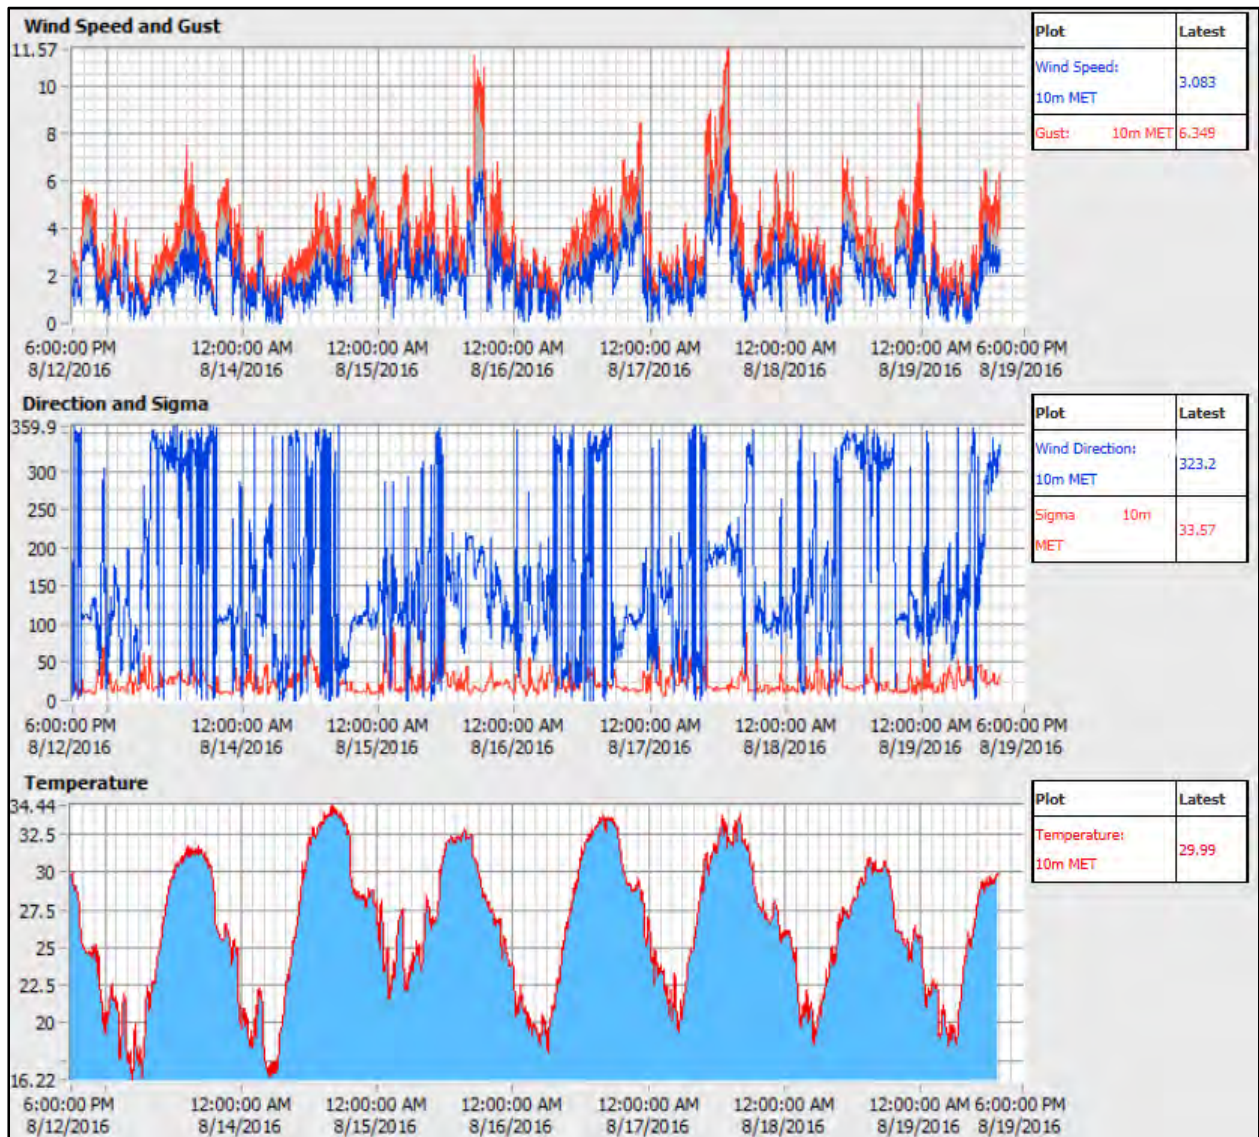 Wind Speed and Gust
11.57
10
8
6
4
2
0
6:00:00 PM 12:00:00 AM 12:00:00 AM 12:00:00 AM 12:00:00 AM 12:00:00 AM 12:00:00 AM 6:00:00 PM
8/12/2016 8/14/2016 8/15/2016 8/16/2016 8/17/2016 8/18/2016 8/19/2016 8/19/2016
Plot Latest
Wind Speed:
10m MET 3.083
Gust: 10m MET 6.349
Direction and Sigma
359.9
300
250
200
150
100
50
0
6:00:00 PM 12:00:00 AM 12:00:00 AM 12:00:00 AM 12:00:00 AM 12:00:00 AM 12:00:00 AM 6:00:00 PM
8/12/2016 8/14/2016 8/15/2016 8/16/2016 8/17/2016 8/18/2016 8/19/2016 8/19/2016
Plot Latest
Wind Direction:
10m MET 323.2
Sigma 10m
MET 33.57
Temperature
34.44
32.5
30
27.5
25
22.5
20
16.22
6:00:00 PM 12:00:00 AM 12:00:00 AM 12:00:00 AM 12:00:00 AM 12:00:00 AM 12:00:00 AM 6:00:00 PM
8/12/2016 8/14/2016 8/15/2016 8/16/2016 8/17/2016 8/18/2016 8/19/2016 8/19/2016
Plot Latest
Temperature:
10m MET 29.99